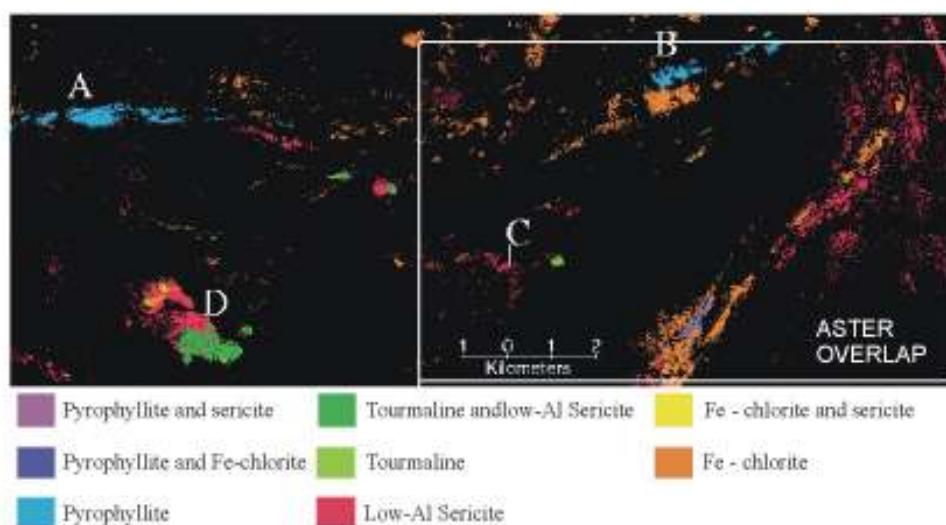 A
B
C
D
1 0 1 2
Kilometers
ASTER
OVERLAP
Pyrophyllite and sericite
Tourmaline andlow-Al Sericite
Fe - chlorite and sericite
Pyrophyllite and Fe-chlorite
Tourmaline
Fe - chlorite
Pyrophyllite
Low-Al Sericite